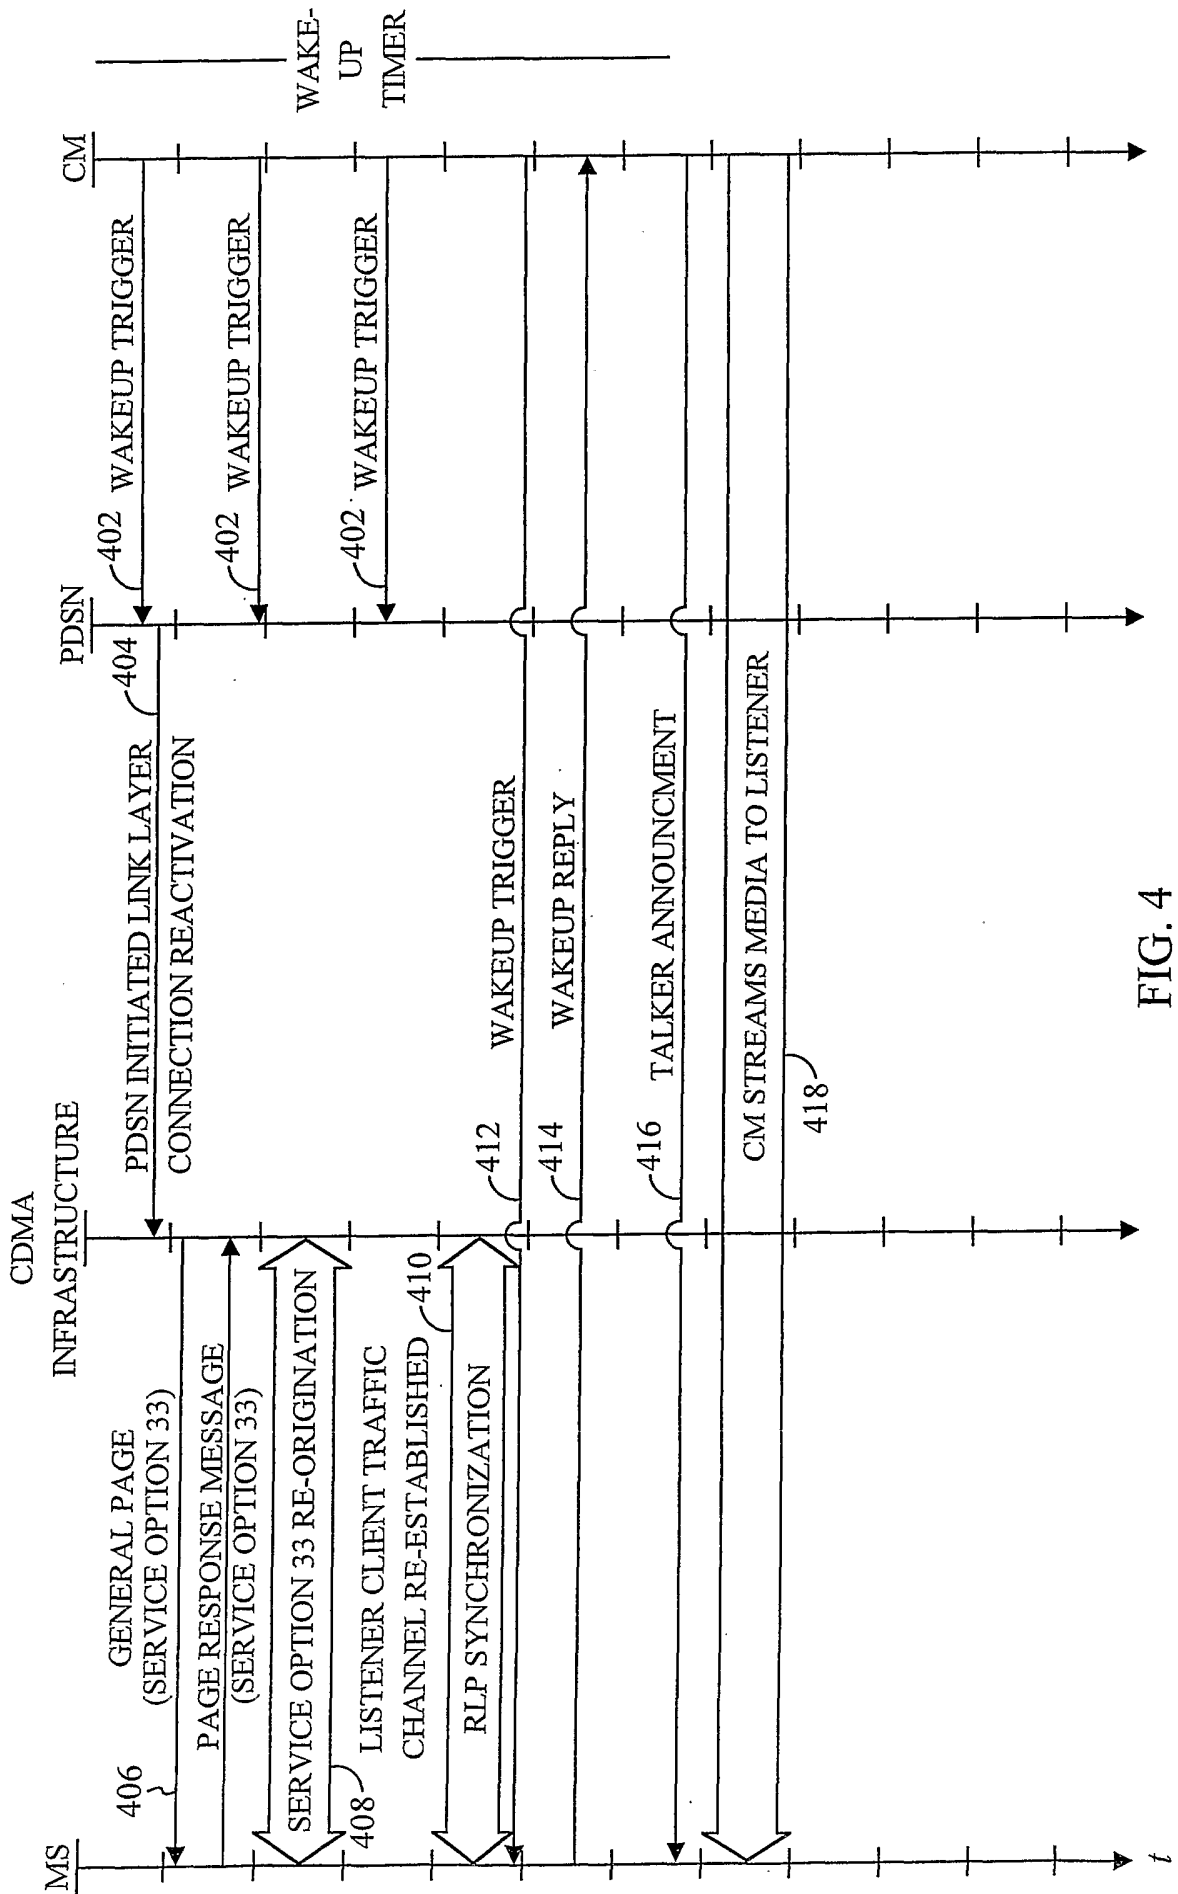 MS
CDMA
INFRASTRUCTURE
PDSN
CM
WAKE-
UP
TIMER
402
WAKEUP TRIGGER
404
PDSN INITIATED LINK LAYER
CONNECTION REACTIVATION
406
GENERAL PAGE
(SERVICE OPTION 33)
PAGE RESPONSE MESSAGE
(SERVICE OPTION 33)
402
WAKEUP TRIGGER
SERVICE OPTION 33 RE-ORIGINATION
408
402
WAKEUP TRIGGER
LISTENER CLIENT TRAFFIC
CHANNEL RE-ESTABLISHED
410
RLP SYNCHRONIZATION
412
WAKEUP TRIGGER
414
WAKEUP REPLY
416
TALKER ANNOUNCMENT
CM STREAMS MEDIA TO LISTENER
418
t
FIG. 4